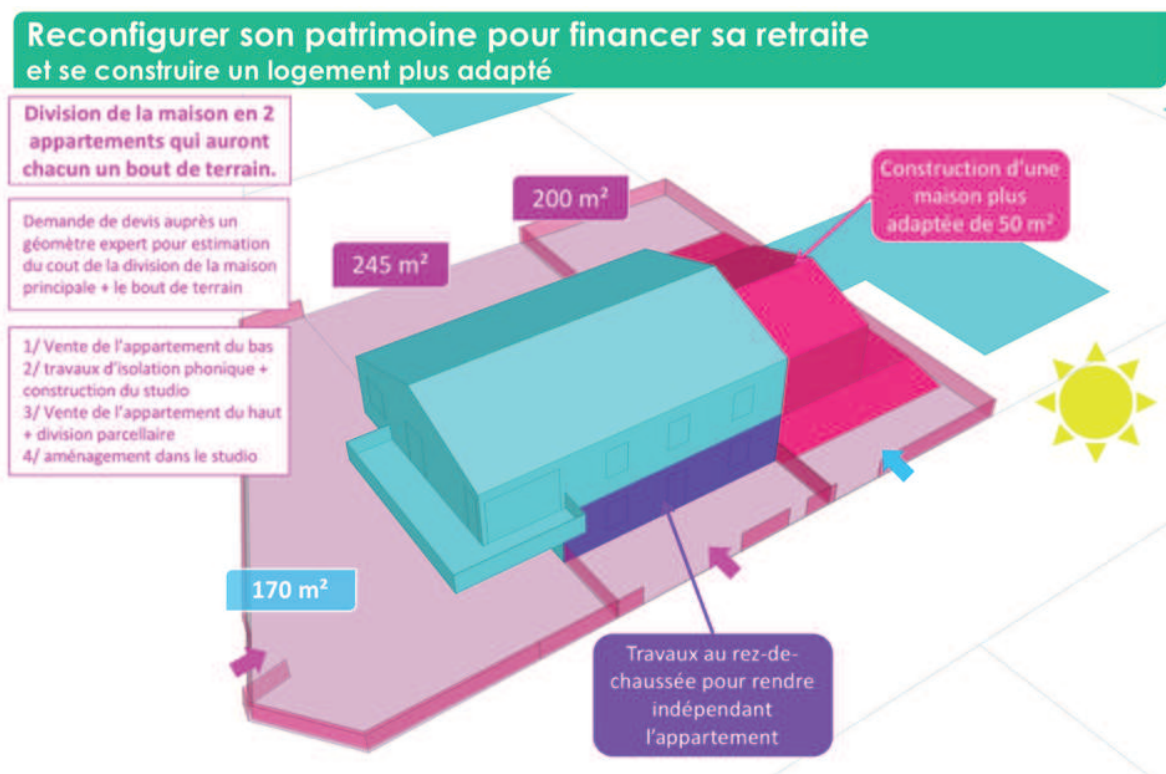 Reconfigurer son patrimoine pour financer sa retraite
et se construire un logement plus adapté
Division de la maison en 2
appartements qui auront
chacun un bout de terrain.
Demande de devis auprès un
géomètre expert pour estimation
du cout de la division de la maison
principale + le bout de terrain
1/ Vente de l'appartement du bas
2/ travaux d'isolation phonique +
construction du studio
3/ Vente de l'appartement du haut
+ division parcellaire
4/ aménagement dans le studio
200 m²
245 m²
Construction d'une
maison plus
adaptée de 50 m²
170 m²
Travaux au rez-de-
chaussée pour rendre
indépendant
l'appartement